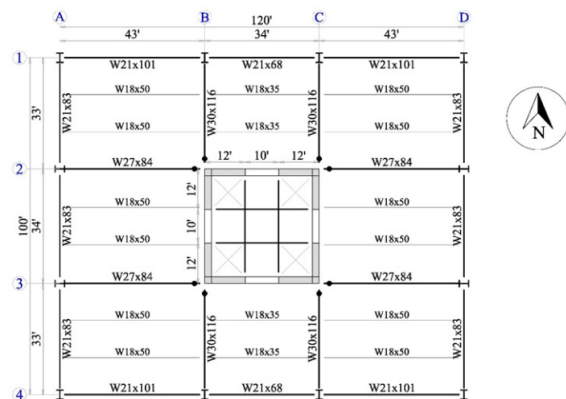 A B C D
120'
43' 34' 43'
1
W21x101 W21x68 W21x101
33' W21x83 W18x50 W30x116 W18x35 W30x116 W18x50 W21x83
W18x50 W18x35 W18x50
2
W27x84 12' 10' 12' W27x84
N
100' 34' W21x83 W18x50 12' W18x50 W21x83
10'
W18x50 W18x50
12'
3
W27x84 W27x84
33' W21x83 W18x50 W30x116 W18x35 W30x116 W18x50 W21x83
W18x50 W18x35 W18x50
4
W21x101 W21x68 W21x101